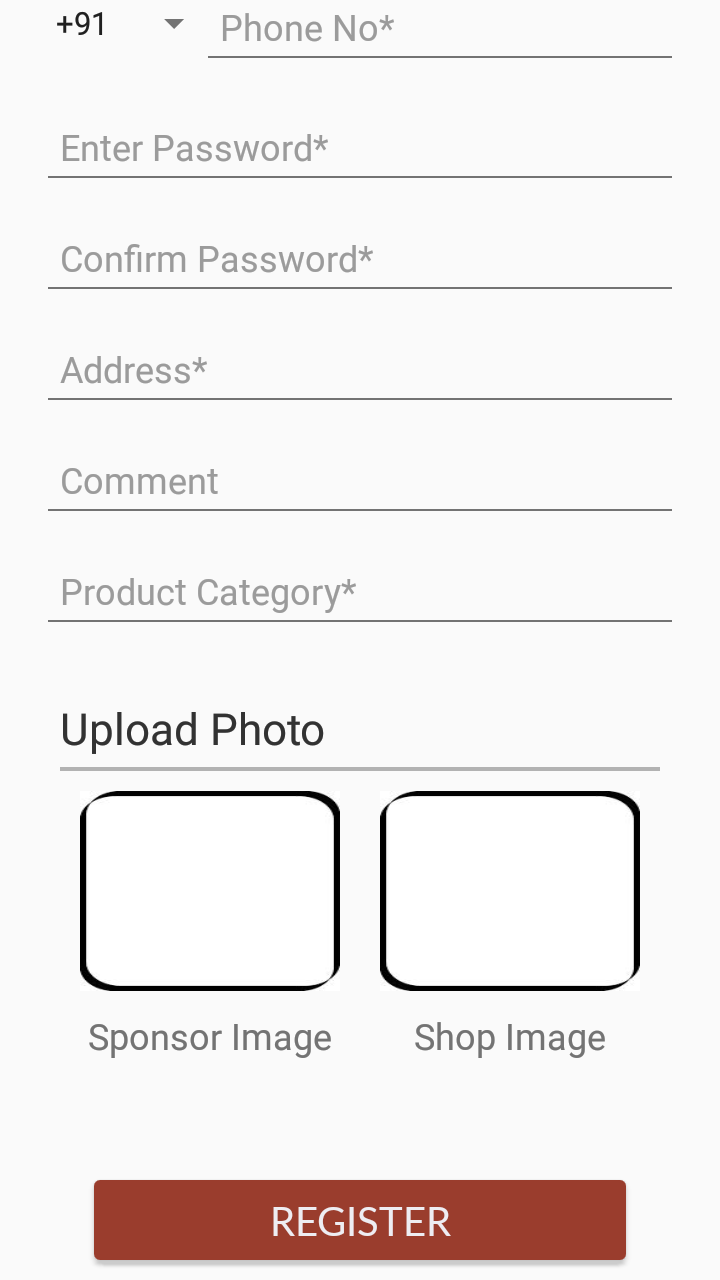 +91 Phone No*
Enter Password*
Confirm Password*
Address*
Comment
Product Category*
Upload Photo
Sponsor Image Shop Image
REGISTER